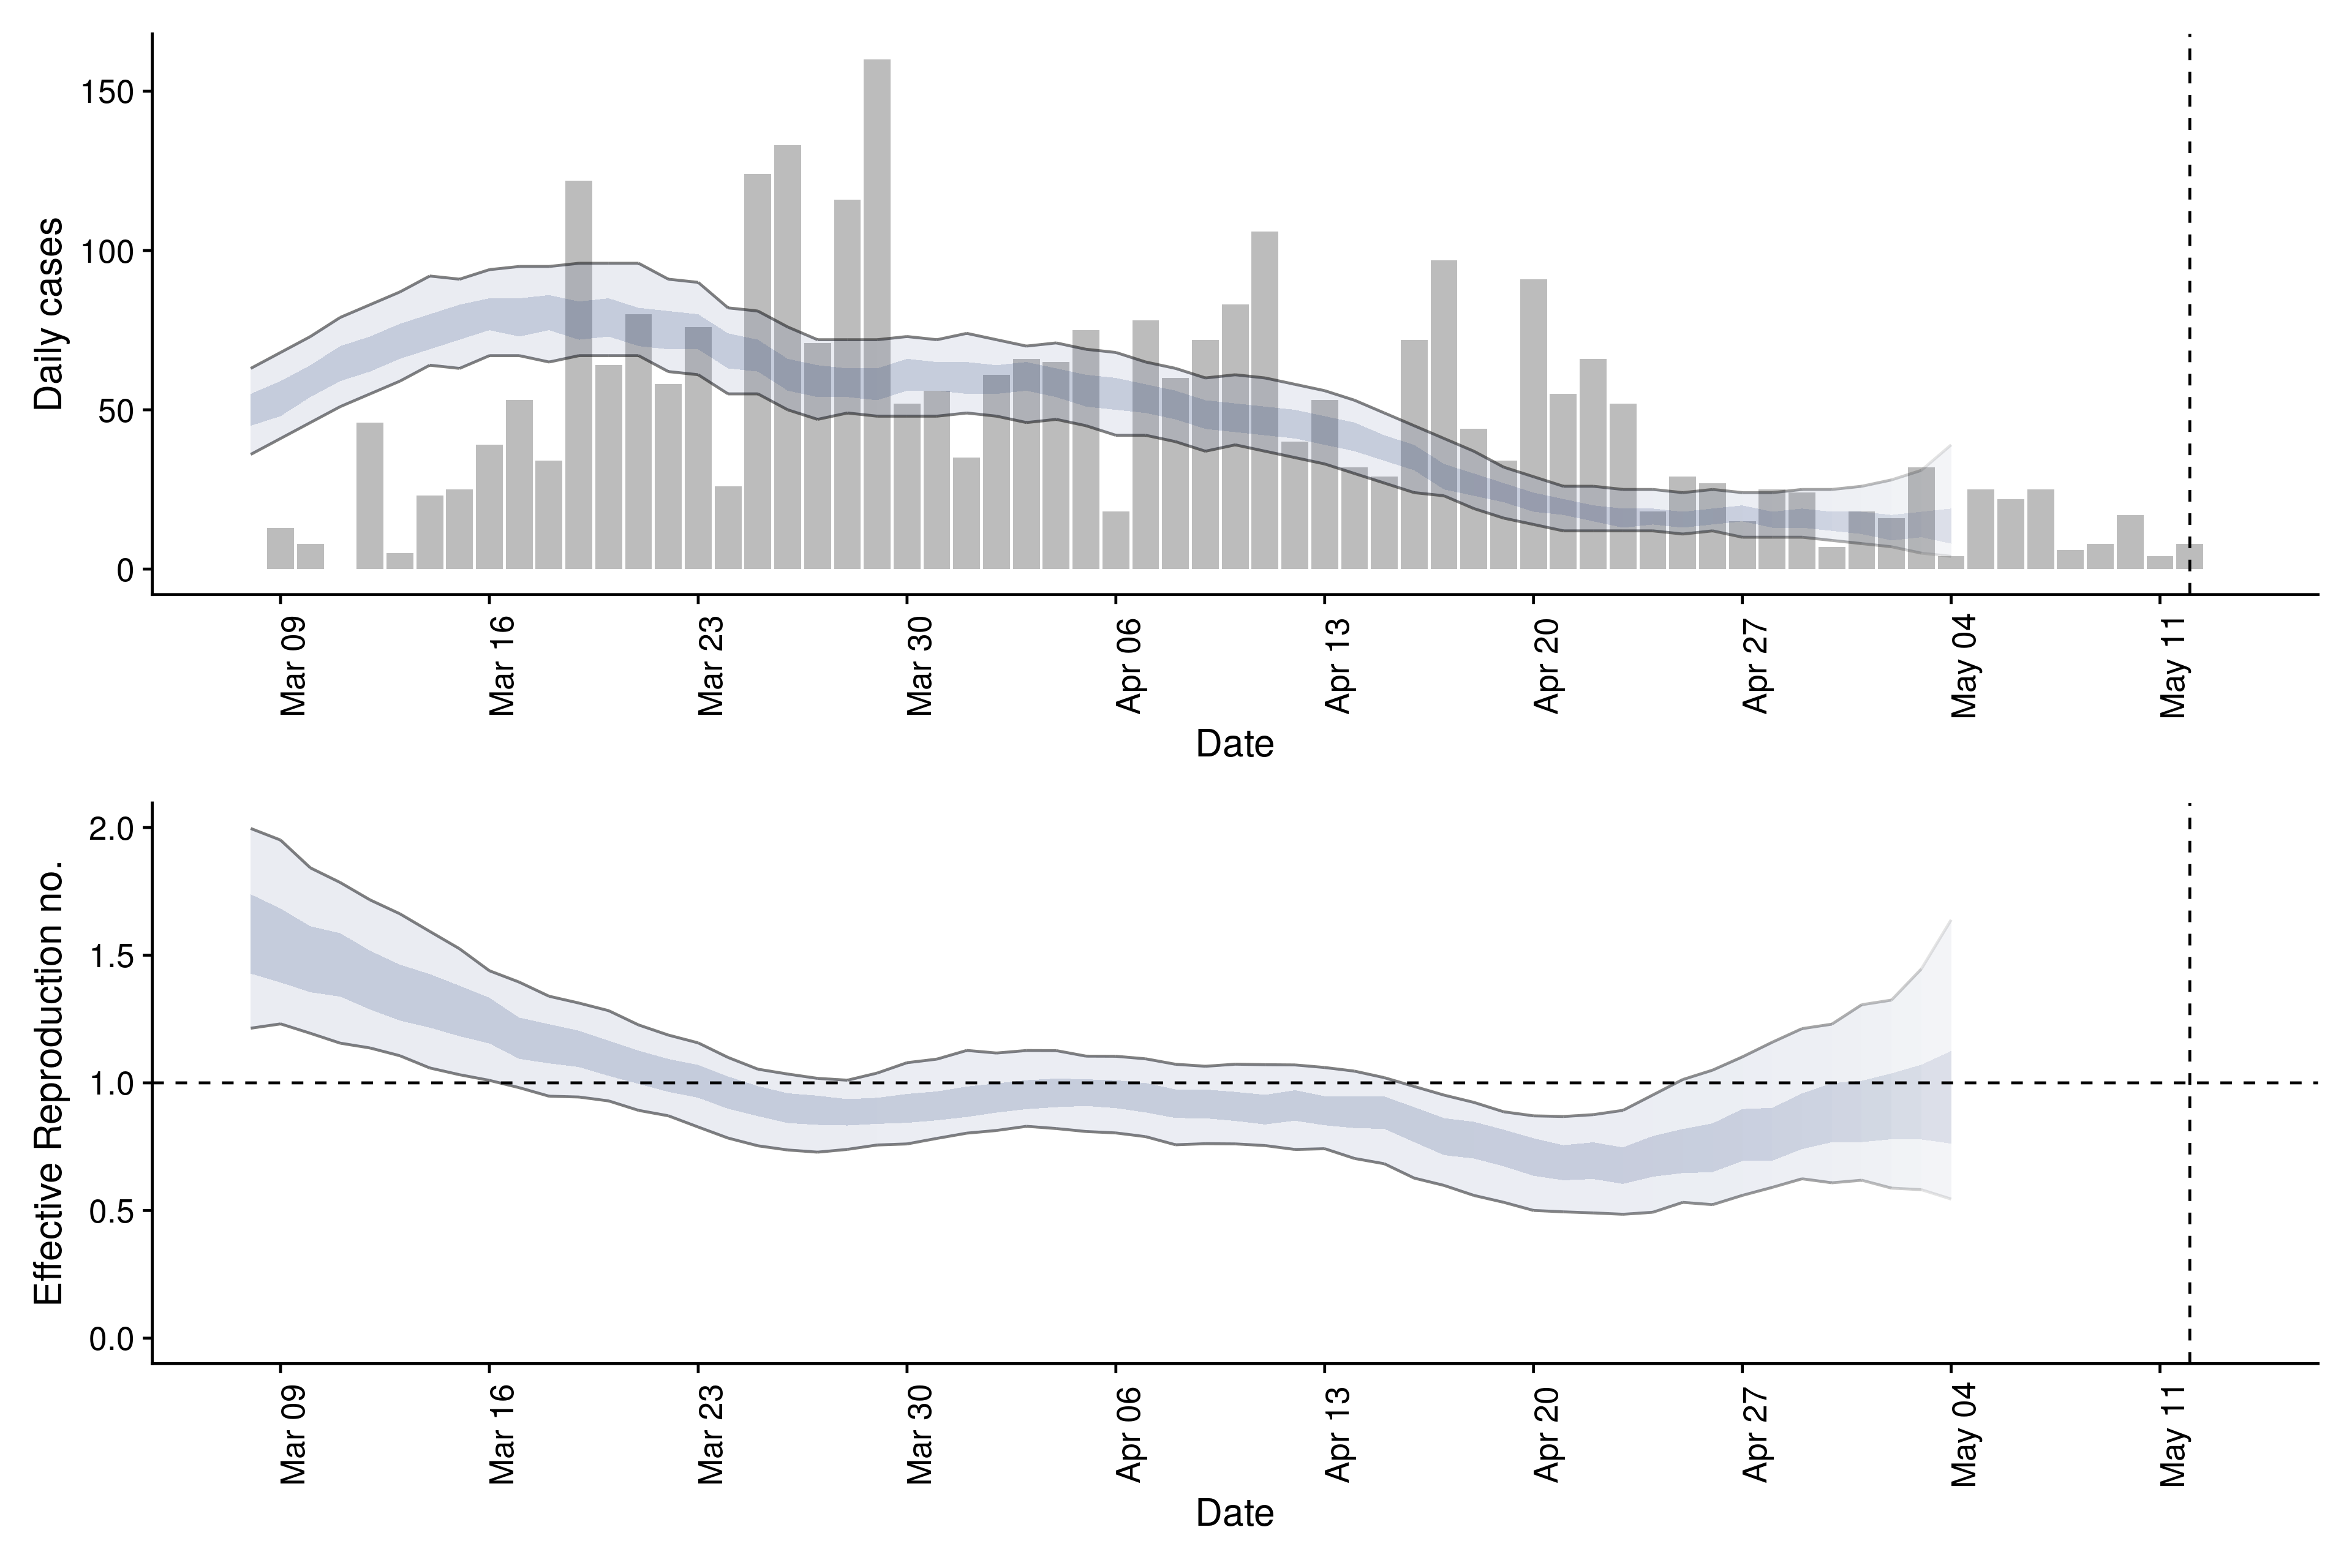 Daily cases
150
100
50
0
Mar 09
Mar 16
Mar 23
Mar 30
Apr 06
Apr 13
Apr 20
Apr 27
May 04
May 11
Date
Effective Reproduction no.
2.0
1.5
1.0
0.5
0.0
Mar 09
Mar 16
Mar 23
Mar 30
Apr 06
Apr 13
Apr 20
Apr 27
May 04
May 11
Date